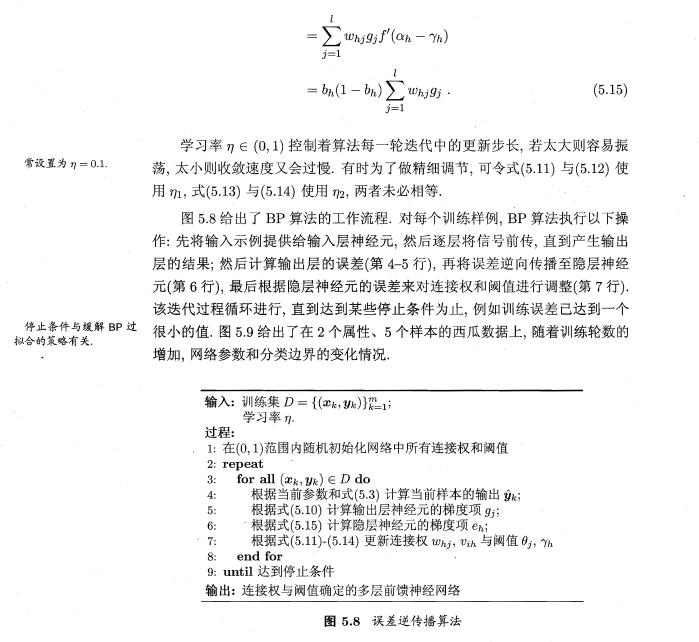 = \sum_{j=1}^{l} w_{hj} g_j f'(α_h − γ_h)
= b_h(1 − b_h) \sum_{j=1}^{l} w_{hj} g_j . (5.15)
学习率 η ∈ (0,1) 控制着算法每一轮迭代中的更新步长, 若太大则容易振
常设置为 η = 0.1.
荡, 太小则收敛速度又会过慢. 有时为了做精细调节, 可令式(5.11) 与(5.12) 使
用 η₁, 式(5.13) 与(5.14) 使用 η₂, 两者未必相等.
图 5.8 给出了 BP 算法的工作流程. 对每个训练样例, BP 算法执行以下操
作: 先将输入示例提供给输入层神经元, 然后逐层将信号前传, 直到产生输出
层的结果; 然后计算输出层的误差(第 4-5 行), 再将误差逆向传播至隐层神经
元(第 6 行), 最后根据隐层神经元的误差来对连接权和阈值进行调整(第 7 行).
该迭代过程循环进行, 直到达到某些停止条件为止, 例如训练误差已达到一个
停止条件与缓解 BP 过
拟合的策略有关.
很小的值. 图 5.9 给出了在 2 个属性、5 个样本的西瓜数据上, 随着训练轮数的
增加, 网络参数和分类边界的变化情况.
输入: 训练集 D = {(x_k, y_k)}_{k=1}^{m};
学习率 η.
过程:
1: 在(0,1)范围内随机初始化网络中所有连接权和阈值
2: repeat
3: for all (x_k, y_k) ∈ D do
4: 根据当前参数和式(5.3) 计算当前样本的输出 ŷ_k;
5: 根据式(5.10) 计算输出层神经元的梯度项 g_j;
6: 根据式(5.15) 计算隐层神经元的梯度项 e_h;
7: 根据式(5.11)-(5.14) 更新连接权 w_{hj}, v_{ih} 与阈值 θ_j, γ_h
8: end for
9: until 达到停止条件
输出: 连接权与阈值确定的多层前馈神经网络
图 5.8 误差逆传播算法